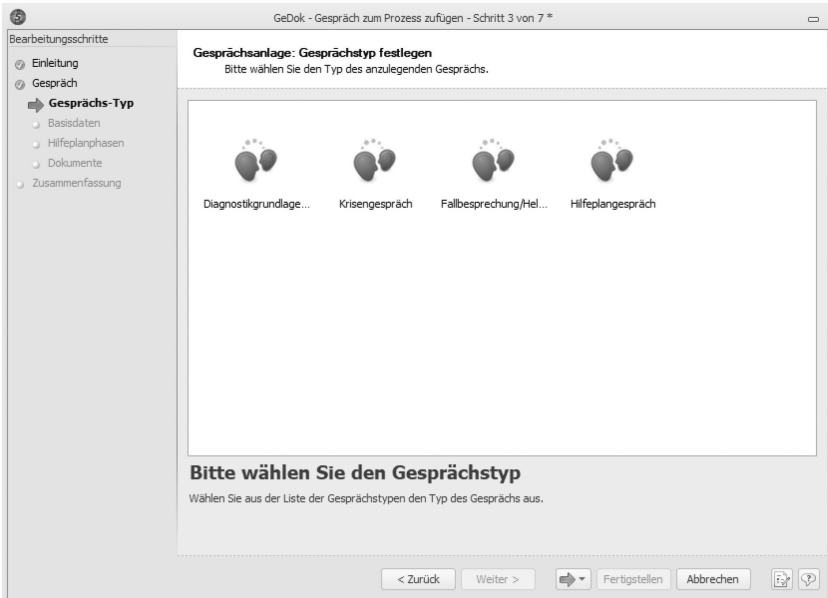 GeDok - Gespräch zum Prozess zufügen - Schritt 3 von 7 *
Bearbeitungsschritte
Einleitung
Gespräch
Gesprächs-Typ
Basisdaten
Hilfeplanphasen
Dokumente
Zusammenfassung
Gesprächsanlage: Gesprächstyp festlegen
Bitte wählen Sie den Typ des anzulegenden Gesprächs.
Diagnostikgrundlage... Krisengespräch Fallbesprechung/Hel... Hilfeplangespräch
Bitte wählen Sie den Gesprächstyp
Wählen Sie aus der Liste der Gesprächstypen den Typ des Gesprächs aus.
< Zurück Weiter > Fertigstellen Abbrechen